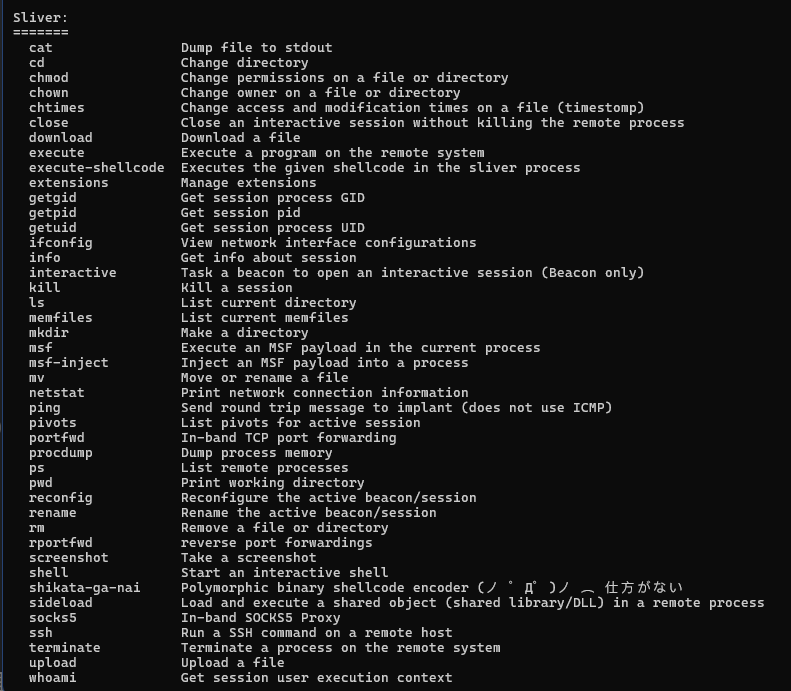 Sliver:
=======
cat Dump file to stdout
cd Change directory
chmod Change permissions on a file or directory
chown Change owner on a file or directory
chtimes Change access and modification times on a file (timestomp)
close Close an interactive session without killing the remote process
download Download a file
execute Execute a program on the remote system
execute-shellcode Executes the given shellcode in the sliver process
extensions Manage extensions
getgid Get session process GID
getpid Get session pid
getuid Get session process UID
ifconfig View network interface configurations
info Get info about session
interactive Task a beacon to open an interactive session (Beacon only)
kill Kill a session
ls List current directory
memfiles List current memfiles
mkdir Make a directory
msf Execute an MSF payload in the current process
msf-inject Inject an MSF payload into a process
mv Move or rename a file
netstat Print network connection information
ping Send round trip message to implant (does not use ICMP)
pivots List pivots for active session
portfwd In-band TCP port forwarding
procdump Dump process memory
ps List remote processes
pwd Print working directory
reconfig Reconfigure the active beacon/session
rename Rename the active beacon/session
rm Remove a file or directory
rportfwd reverse port forwardings
screenshot Take a screenshot
shell Start an interactive shell
shikata-ga-nai Polymorphic binary shellcode encoder (ノ ゜Д゜)ノ ︵ 仕方がない
sideload Load and execute a shared object (shared library/DLL) in a remote process
socks5 In-band SOCKS5 Proxy
ssh Run a SSH command on a remote host
terminate Terminate a process on the remote system
upload Upload a file
whoami Get session user execution context